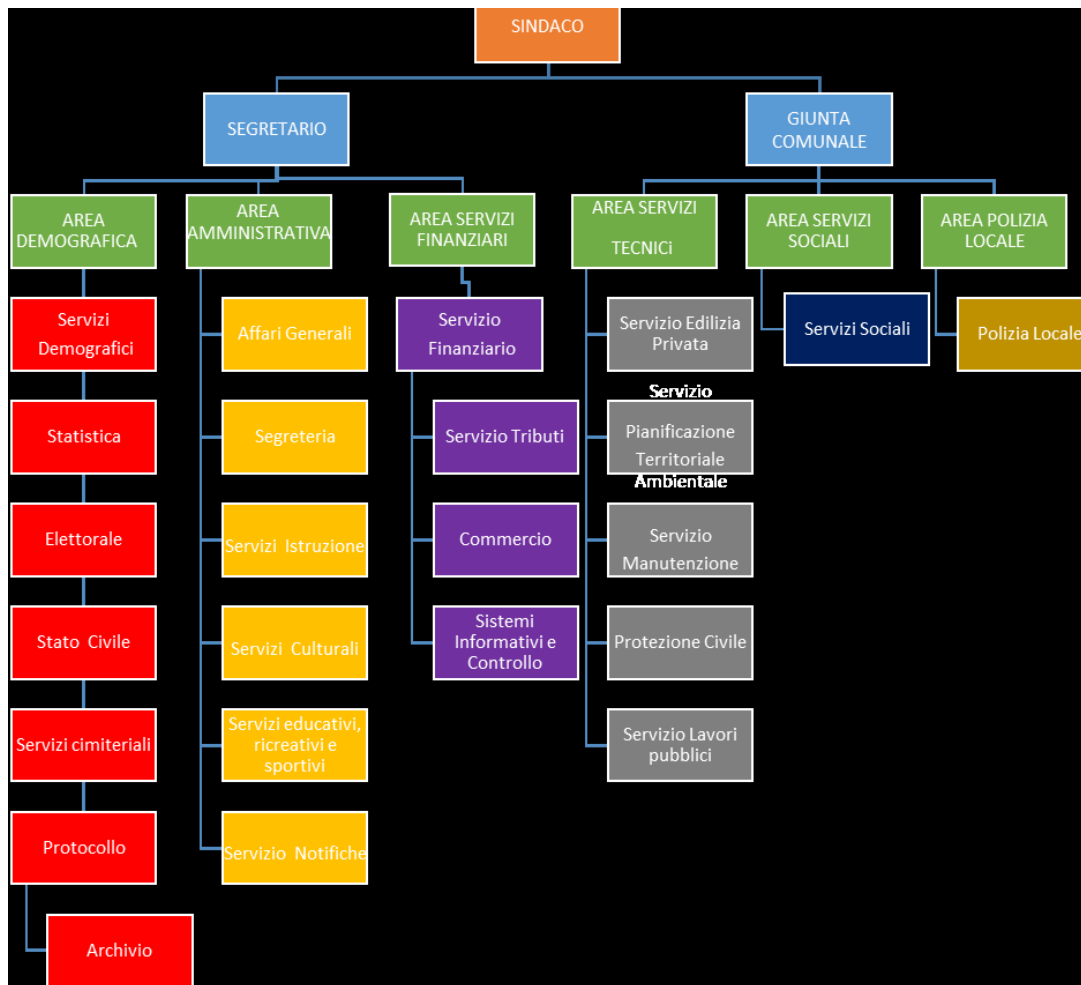 SINDACO
SEGRETARIO
GIUNTA
COMUNALE
AREA
DEMOGRAFICA
AREA
AMMINISTRATIVA
AREA SERVIZI
FINANZIARI
AREA SERVIZI
TECNICi
AREA SERVIZI
SOCIALI
AREA POLIZIA
LOCALE
Servizi
Demografici
Statistica
Elettorale
Stato Civile
Servizi cimiteriali
Protocollo
Archivio
Affari Generali
Segreteria
Servizi Istruzione
Servizi Culturali
Servizi educativi,
ricreativi e
sportivi
Servizio Notifiche
Servizio
Finanziario
Servizio Tributi
Commercio
Sistemi
Informativi e
Controllo
Servizio Edilizia
Privata
Servizio
Pianificazione
Territoriale
Ambientale
Servizio
Manutenzione
Protezione Civile
Servizio Lavori
pubblici
Servizi Sociali
Polizia Locale